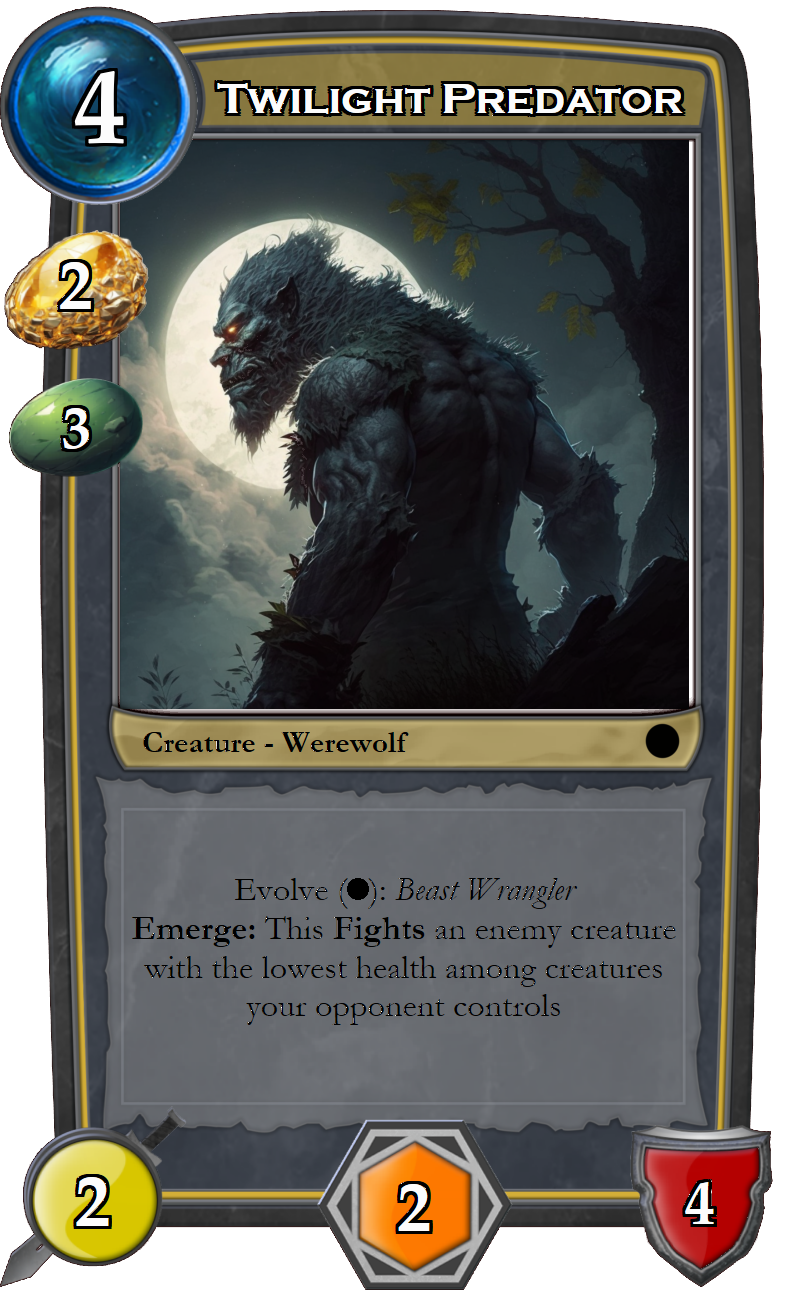 4
Twilight Predator
2
3
Creature - Werewolf
Evolve (●): Beast Wrangler
Emerge: This Fights an enemy creature
with the lowest health among creatures
your opponent controls
2
2
4